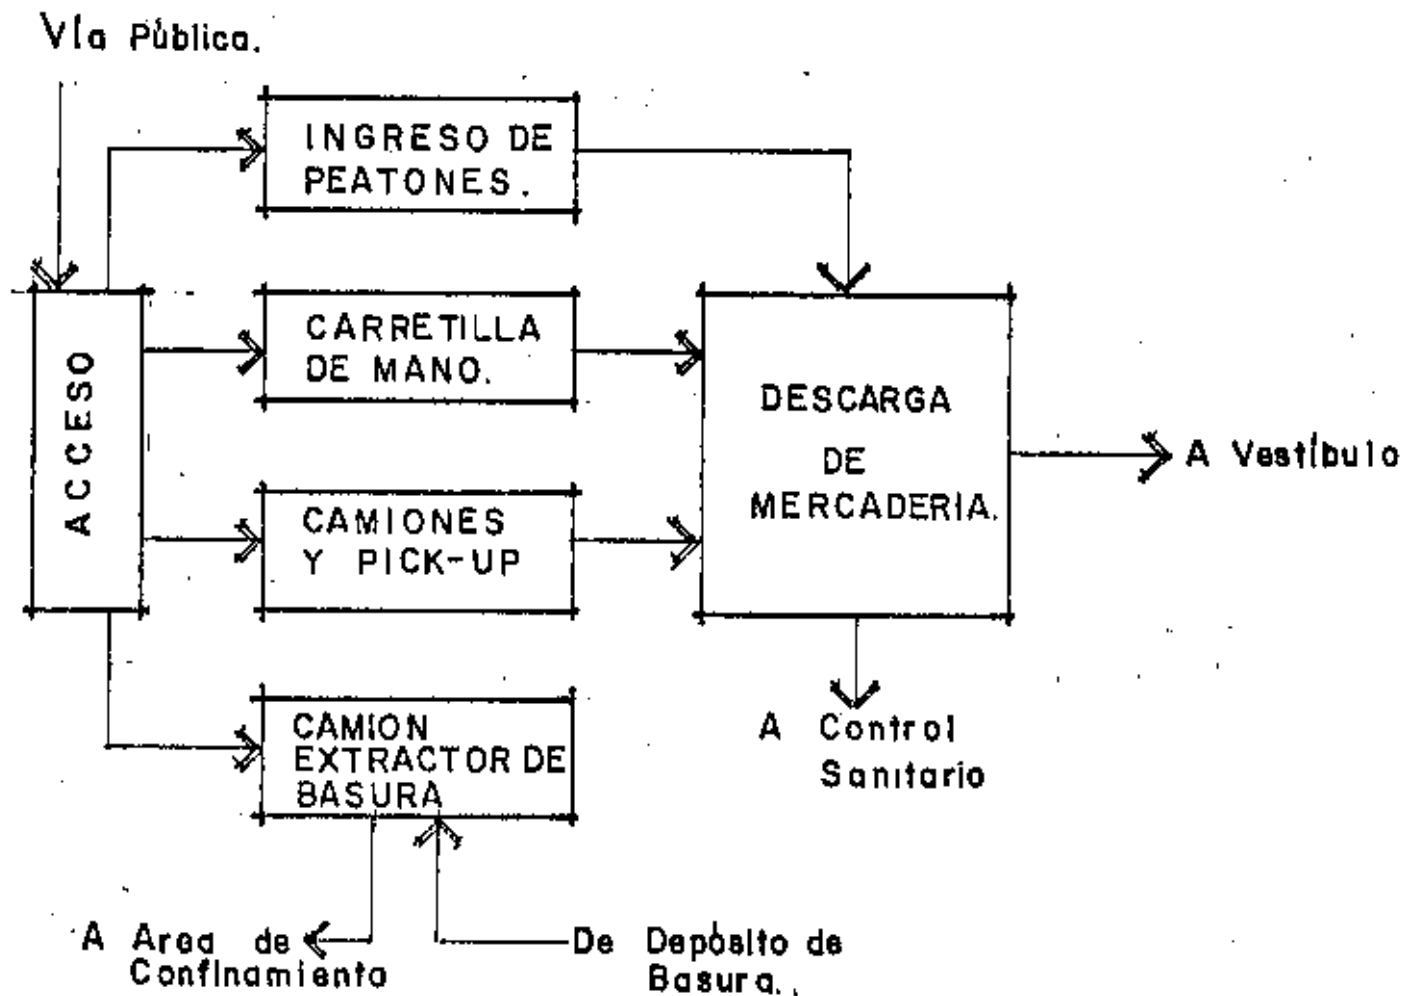 Vía Pública.
INGRESO DE
PEATONES.
ACCESO
CARRETILLA
DE MANO.
DESCARGA
DE
MERCADERIA.
A Vestíbulo
CAMIONES
Y PICK-UP
CAMION
EXTRACTOR DE
BASURA
A Control
Sanitario
A Area de
Confinamiento
De Depósito de
Basura.